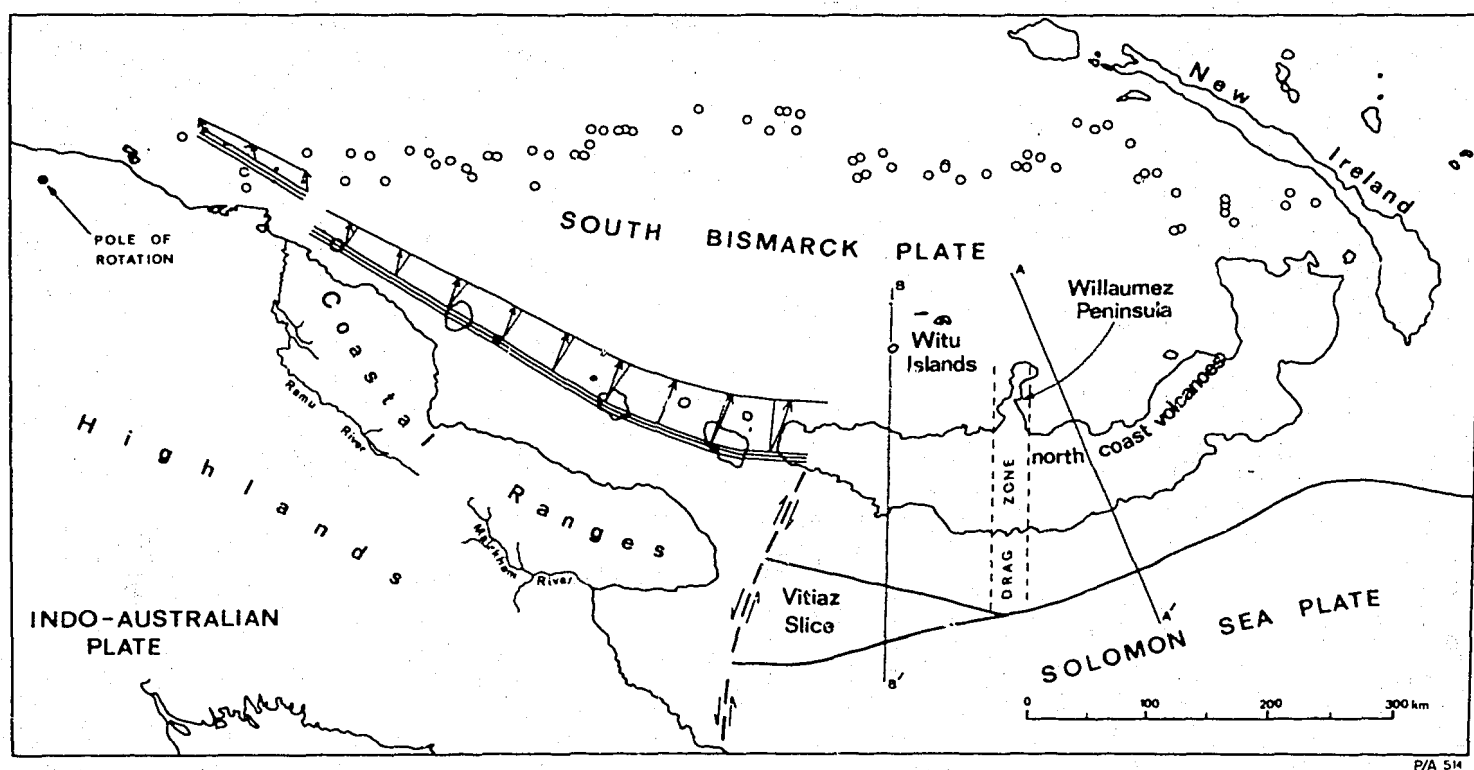 New
Ireland
C
POLE OF
ROTATION
SOUTH BISMARCK PLATE
B
A
Willaumez
Peninsula
Witu
Islands
Coastal
Ramu
River
Highlands
Ranges
Markham
River
north coast volcanoes
DRAG ZONE
INDO-AUSTRALIAN
PLATE
Vitiaz
Slice
SOLOMON SEA PLATE
A'
B'
0 100 200 300 km
P/A 514